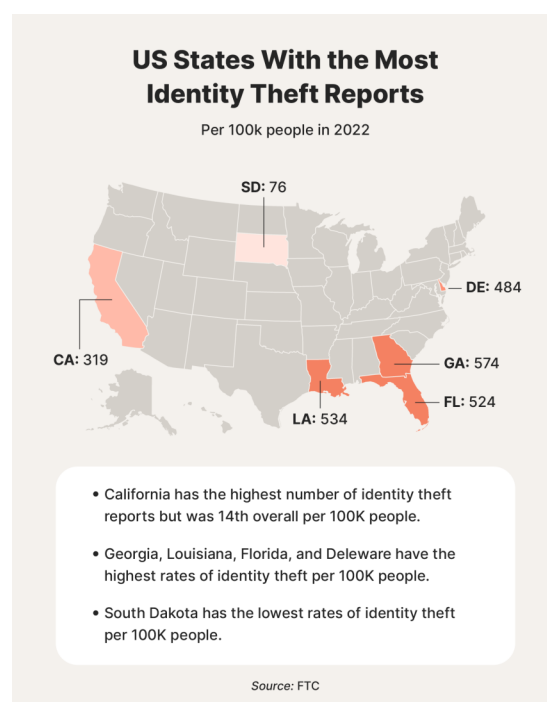 US States With the Most
Identity Theft Reports
Per 100k people in 2022
SD: 76
DE: 484
CA: 319
GA: 574
FL: 524
LA: 534
• California has the highest number of identity theft
reports but was 14th overall per 100K people.
• Georgia, Louisiana, Florida, and Deleware have the
highest rates of identity theft per 100K people.
• South Dakota has the lowest rates of identity theft
per 100K people.
Source: FTC